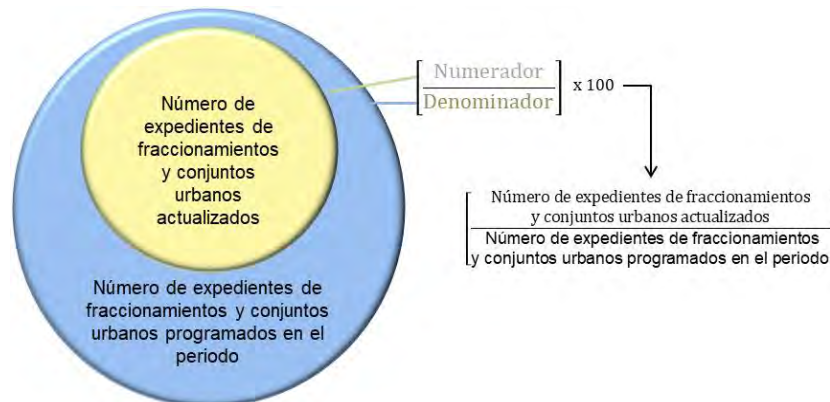 Número de
expedientes de
fraccionamientos
y conjuntos
urbanos
actualizados
Número de expedientes de
fraccionamientos y conjuntos
urbanos programados en el
periodo
Numerador
Denominador
x 100
Número de expedientes de fraccionamientos
y conjuntos urbanos actualizados
Número de expedientes de fraccionamientos
y conjuntos urbanos programados en el periodo